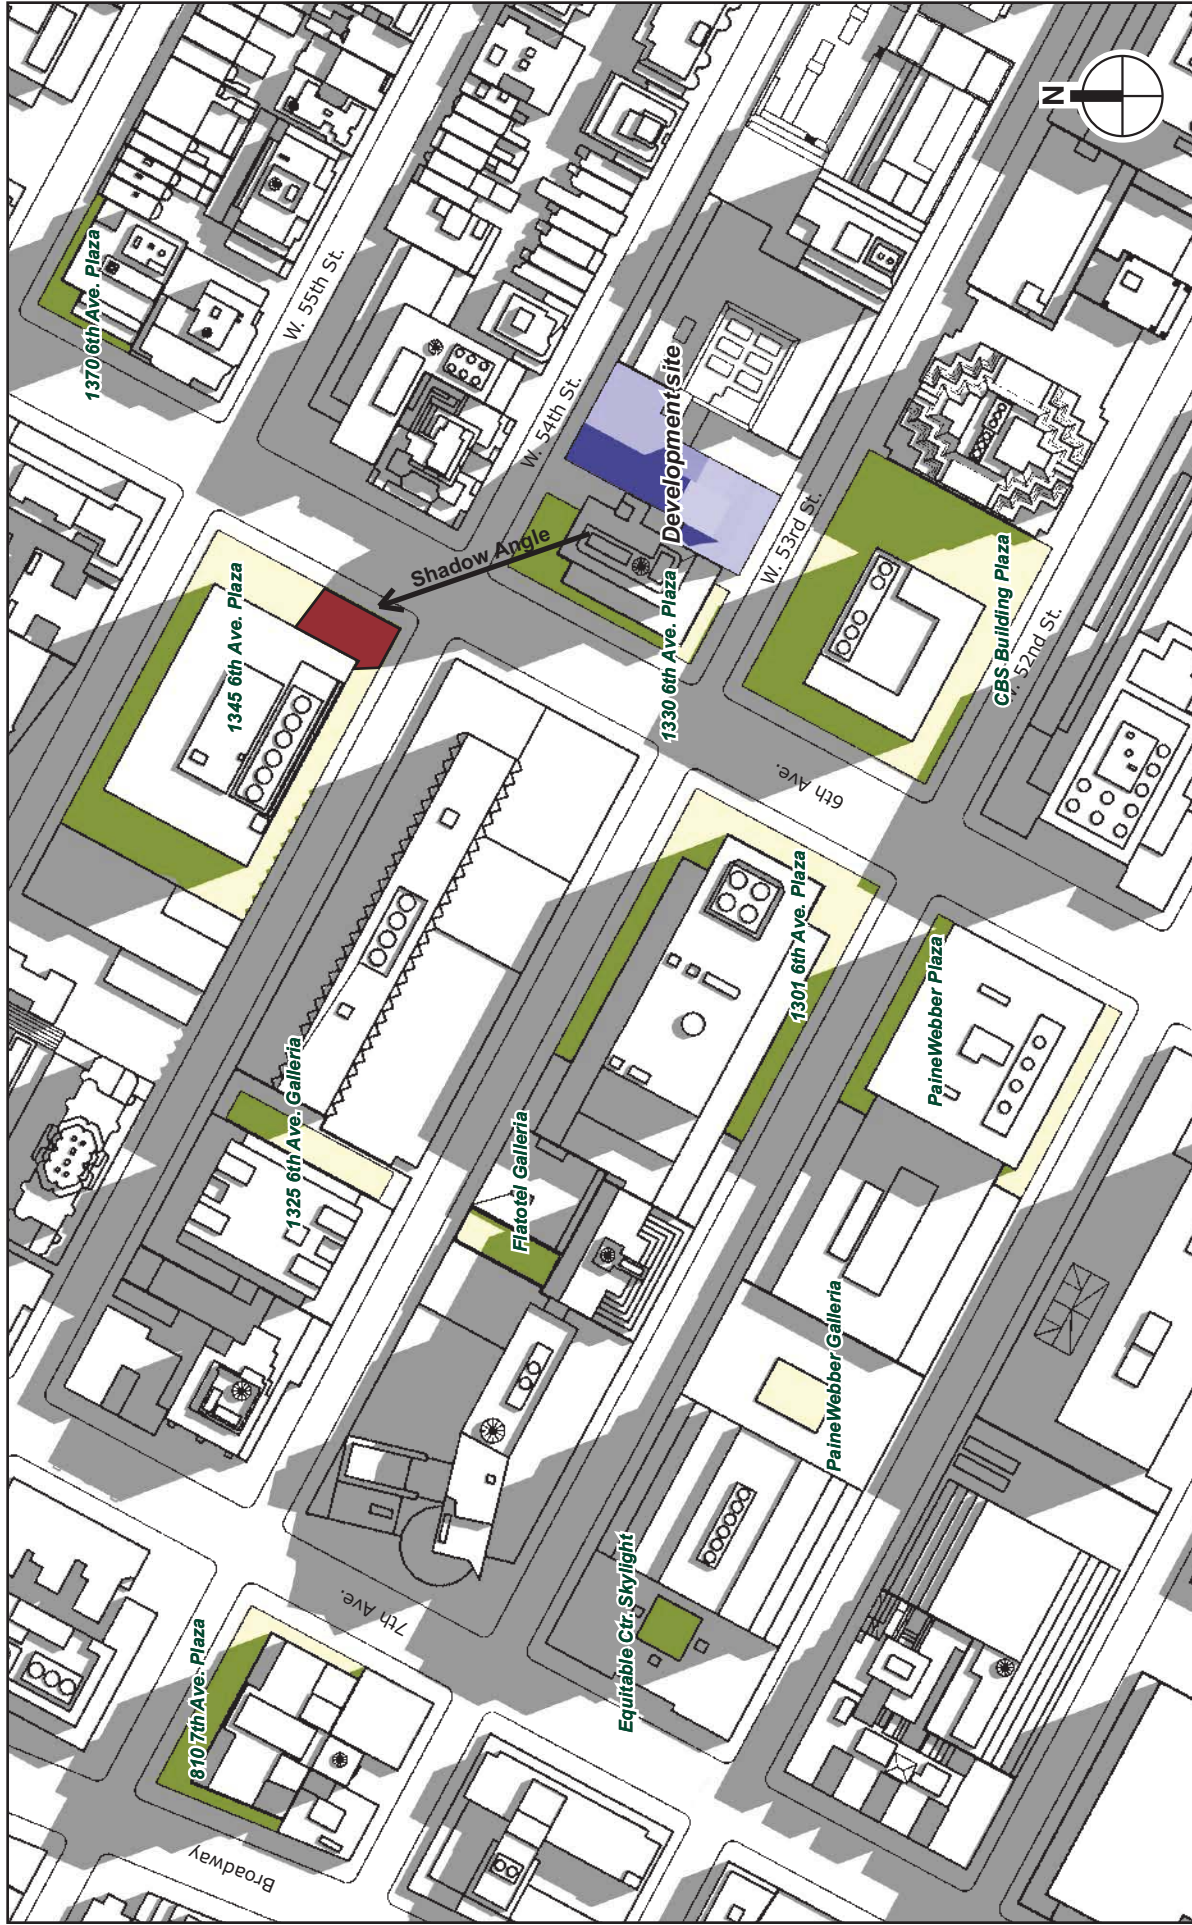 N
1370 6th Ave. Plaza
W. 55th St.
W. 54th St.
Development site
Shadow Angle
W. 53rd St.
1345 6th Ave. Plaza
1330 6th Ave. Plaza
CBS Building Plaza
52nd St.
6th Ave.
1301 6th Ave. Plaza
PaineWebber Plaza
1325 6th Ave. Galleria
Flatotel Galleria
PaineWebber Galleria
Equitable Ctr. Skylight
7th Ave.
810 7th Ave. Plaza
Broadway